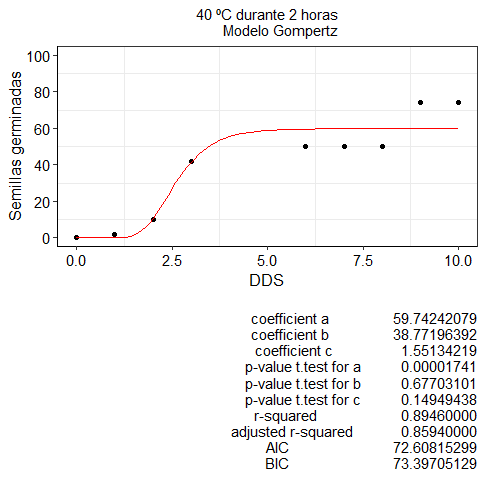 40 ºC durante 2 horas
Modelo Gompertz
100
80
60
40
20
0
Semillas germinadas
0.0 2.5 5.0 7.5 10.0
DDS
coefficient a 59.74242079
coefficient b 38.77196392
coefficient c 1.55134219
p-value t.test for a 0.00001741
p-value t.test for b 0.67703101
p-value t.test for c 0.14949438
r-squared 0.89460000
adjusted r-squared 0.85940000
AIC 72.60815299
BIC 73.39705129